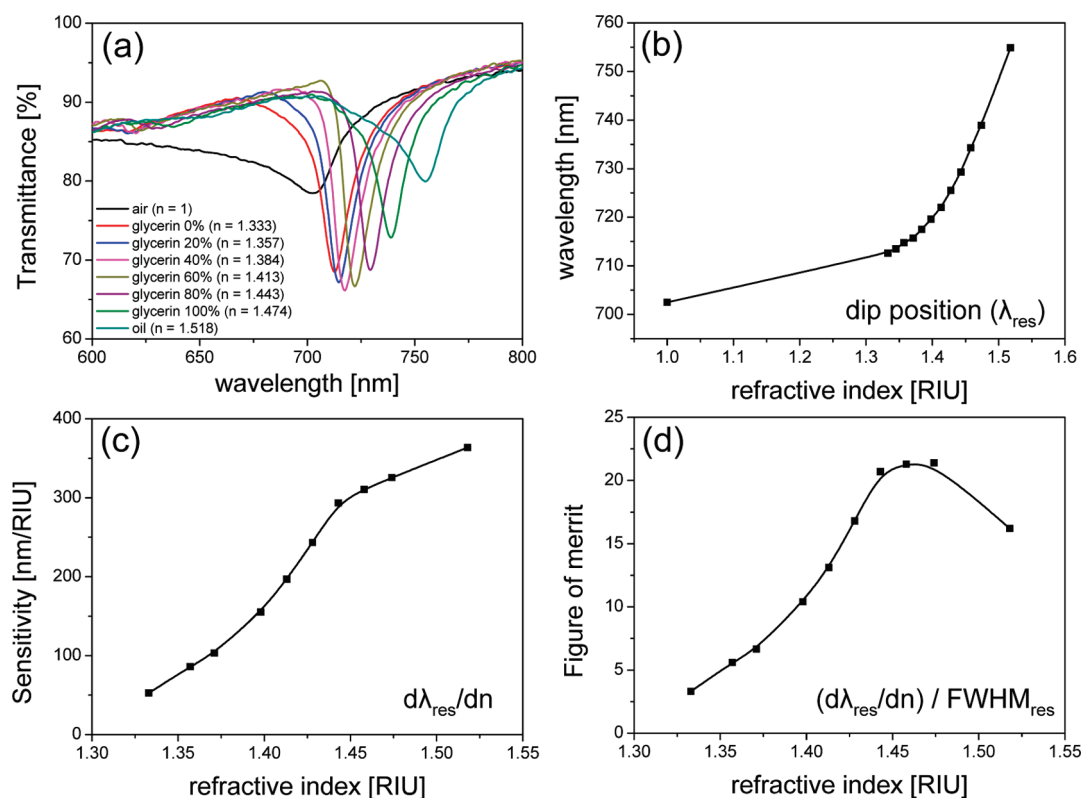 (a)
100
90
80
70
60
Transmittance [%]
air (n = 1)
glycerin 0% (n = 1.333)
glycerin 20% (n = 1.357)
glycerin 40% (n = 1.384)
glycerin 60% (n = 1.413)
glycerin 80% (n = 1.443)
glycerin 100% (n = 1.474)
oil (n = 1.518)
600 650 700 750 800
wavelength [nm]
(b)
760
750
740
730
720
710
700
wavelength [nm]
dip position (λres)
1.0 1.1 1.2 1.3 1.4 1.5 1.6
refractive index [RIU]
(c)
400
300
200
100
0
Sensitivity [nm/RIU]
dλres/dn
1.30 1.35 1.40 1.45 1.50 1.55
refractive index [RIU]
(d)
25
20
15
10
5
0
Figure of merrit
(dλres/dn) / FWHMres
1.30 1.35 1.40 1.45 1.50 1.55
refractive index [RIU]